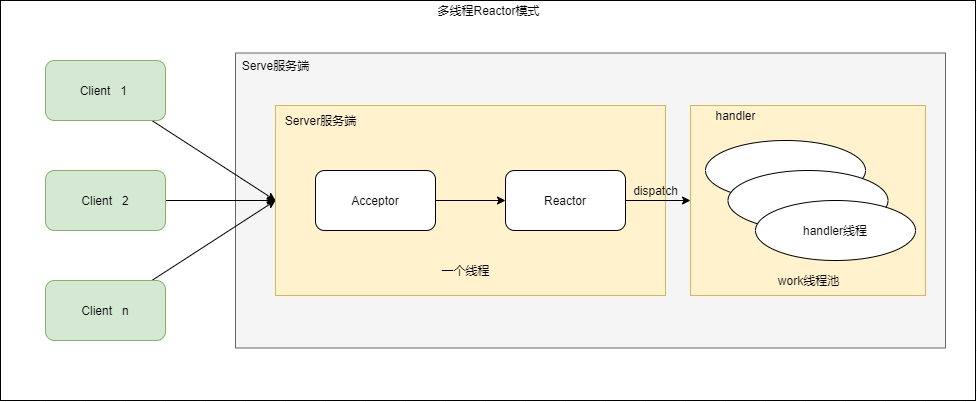 多线程Reactor模式
Serve服务端
Client 1
Client 2
Client n
Server服务端
Acceptor
Reactor
一个线程
dispatch
handler
handler线程
work线程池